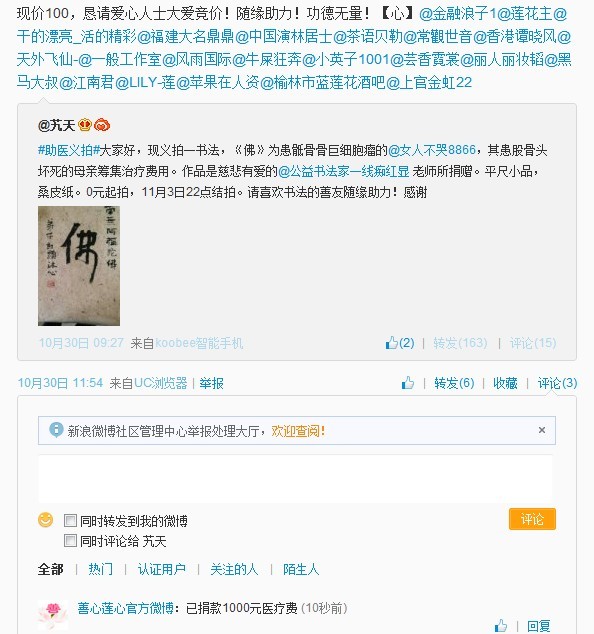 现价100，恳请爱心人士大爱竞价！随缘助力！功德无量！【心】@金融浪子1@莲花主@
干的漂亮_活的精彩@福建大名鼎鼎@中国演林居士@茶语贝勒@常觀世音@香港谭晓风@
天外飞仙-@一般工作室@风雨国际@牛屎狂奔@小英子1001@芸香霓裳@丽人丽妆韬@黑
马大叔@江南君@LILY-莲@苹果在人资@榆林市蓝莲花酒吧@上官金虹22
@艽天
#助医义拍#大家好，现义拍一书法，《佛》为患骶骨骨巨细胞瘤的@女人不哭8866，其患股骨头
坏死的母亲筹集治疗费用。作品是慈悲有爱的@公益书法家一线痴红显 老师所捐赠。平尺小品，
桑皮纸。0元起拍，11月3日22点结拍。请喜欢书法的善友随缘助力！感谢
南无阿弥陀佛
佛
10月30日 09:27 来自koobee智能手机
(2) | 转发(163) | 评论(15)
10月30日 11:54 来自UC浏览器 | 举报
| 转发(6) | 收藏 | 评论(3)
新浪微博社区管理中心举报处理大厅，欢迎查阅！ ×
评论
同时转发到我的微博
同时评论给 艽天
全部 | 热门 | 认证用户 | 关注的人 | 陌生人
善心莲心官方微博：已捐款1000元医疗费 (10秒前)
| 回复